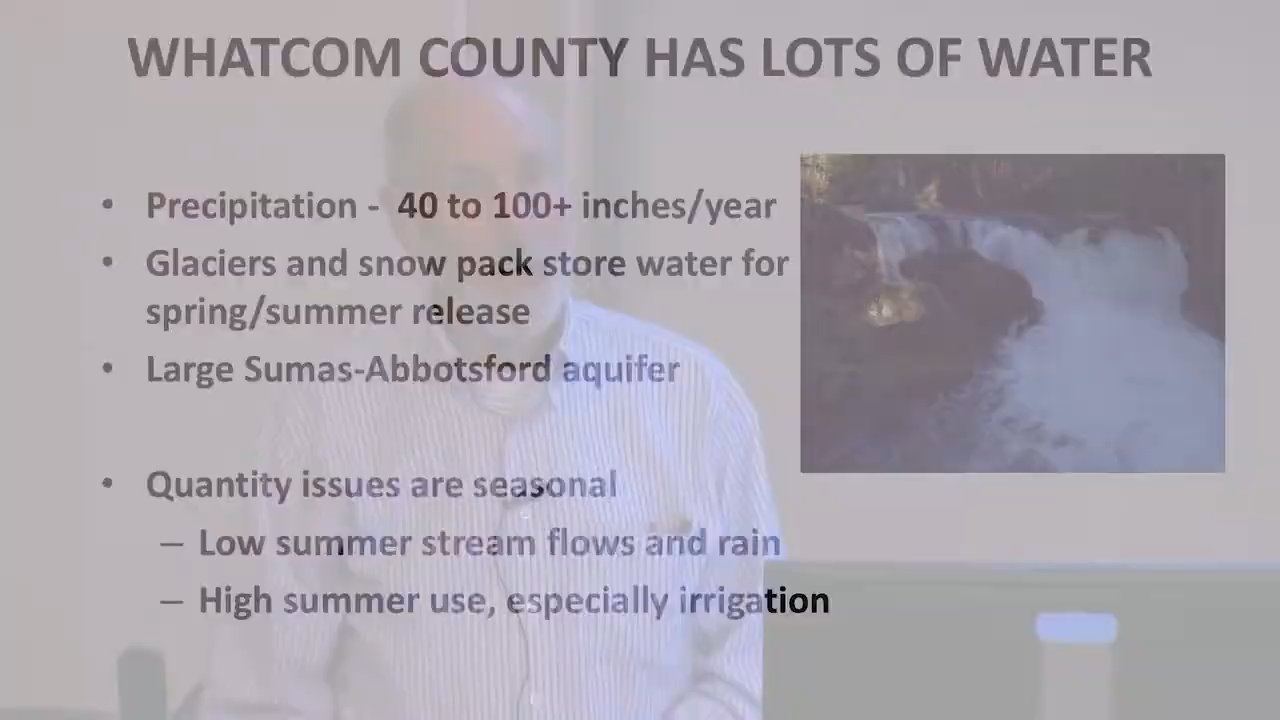 WHATCOM COUNTY HAS LOTS OF WATER
• Precipitation - 40 to 100+ inches/year
• Glaciers and snow pack store water for
spring/summer release
• Large Sumas-Abbotsford aquifer
• Quantity issues are seasonal
– Low summer stream flows and rain
– High summer use, especially irrigation